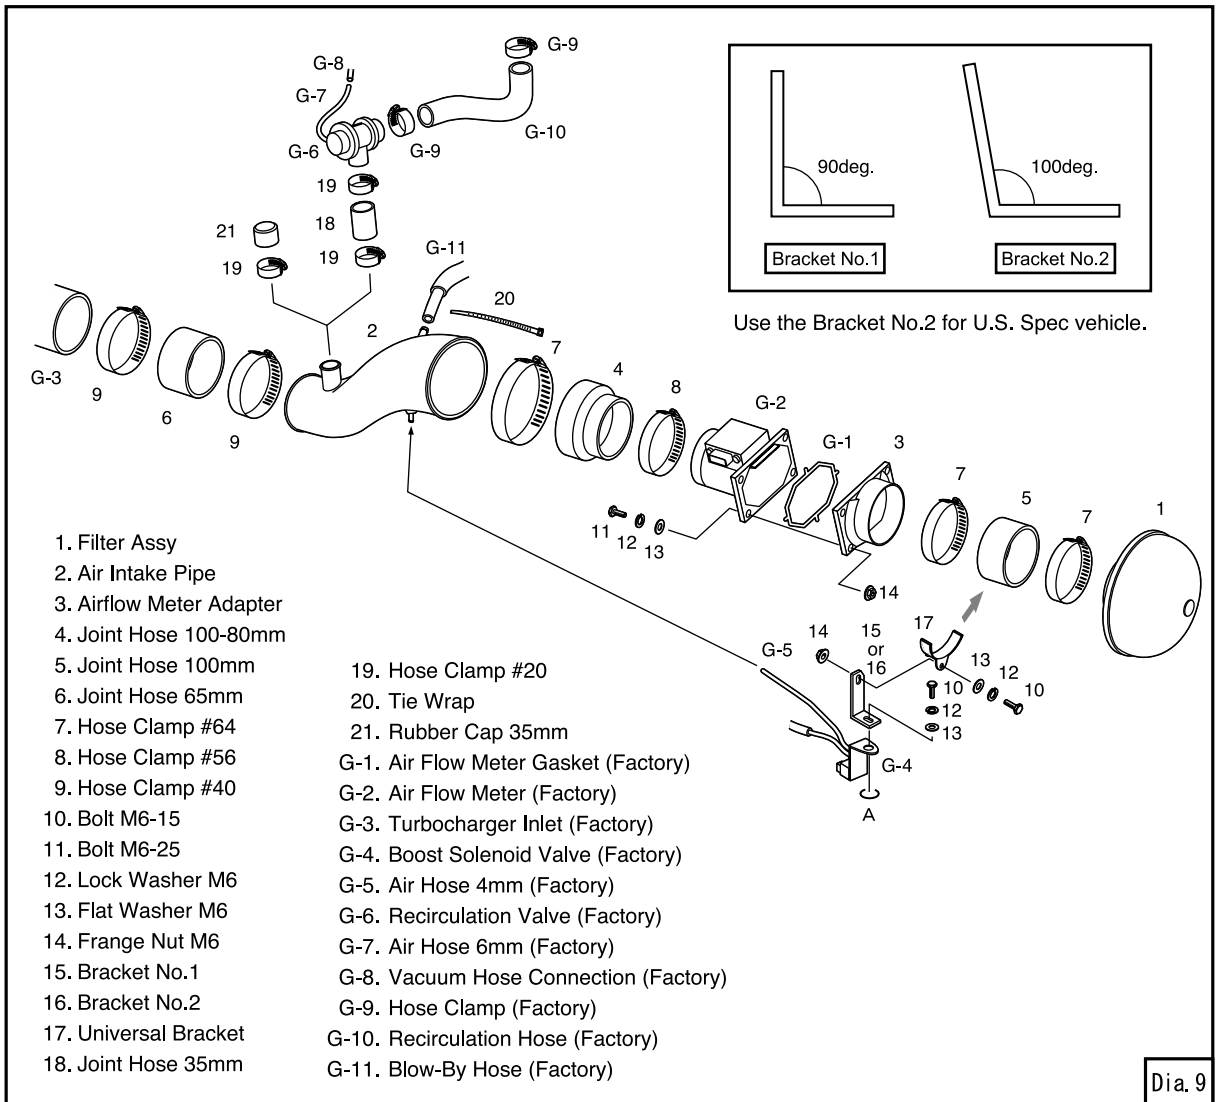 G-9
G-8
G-7
G-6
G-9
G-10
19
18
21
19
19
G-11
20
2
7
4
8
G-2
G-1
3
7
5
7
1
G-3
9
6
9
11
12
13
14
G-5
14
15
or
16
17
13
12
10
10
12
13
G-4
A
90deg.
100deg.
Bracket No.1
Bracket No.2
Use the Bracket No.2 for U.S. Spec vehicle.
1. Filter Assy
2. Air Intake Pipe
3. Airflow Meter Adapter
4. Joint Hose 100-80mm
5. Joint Hose 100mm
6. Joint Hose 65mm
7. Hose Clamp #64
8. Hose Clamp #56
9. Hose Clamp #40
10. Bolt M6-15
11. Bolt M6-25
12. Lock Washer M6
13. Flat Washer M6
14. Frange Nut M6
15. Bracket No.1
16. Bracket No.2
17. Universal Bracket
18. Joint Hose 35mm
19. Hose Clamp #20
20. Tie Wrap
21. Rubber Cap 35mm
G-1. Air Flow Meter Gasket (Factory)
G-2. Air Flow Meter (Factory)
G-3. Turbocharger Inlet (Factory)
G-4. Boost Solenoid Valve (Factory)
G-5. Air Hose 4mm (Factory)
G-6. Recirculation Valve (Factory)
G-7. Air Hose 6mm (Factory)
G-8. Vacuum Hose Connection (Factory)
G-9. Hose Clamp (Factory)
G-10. Recirculation Hose (Factory)
G-11. Blow-By Hose (Factory)
Dia. 9